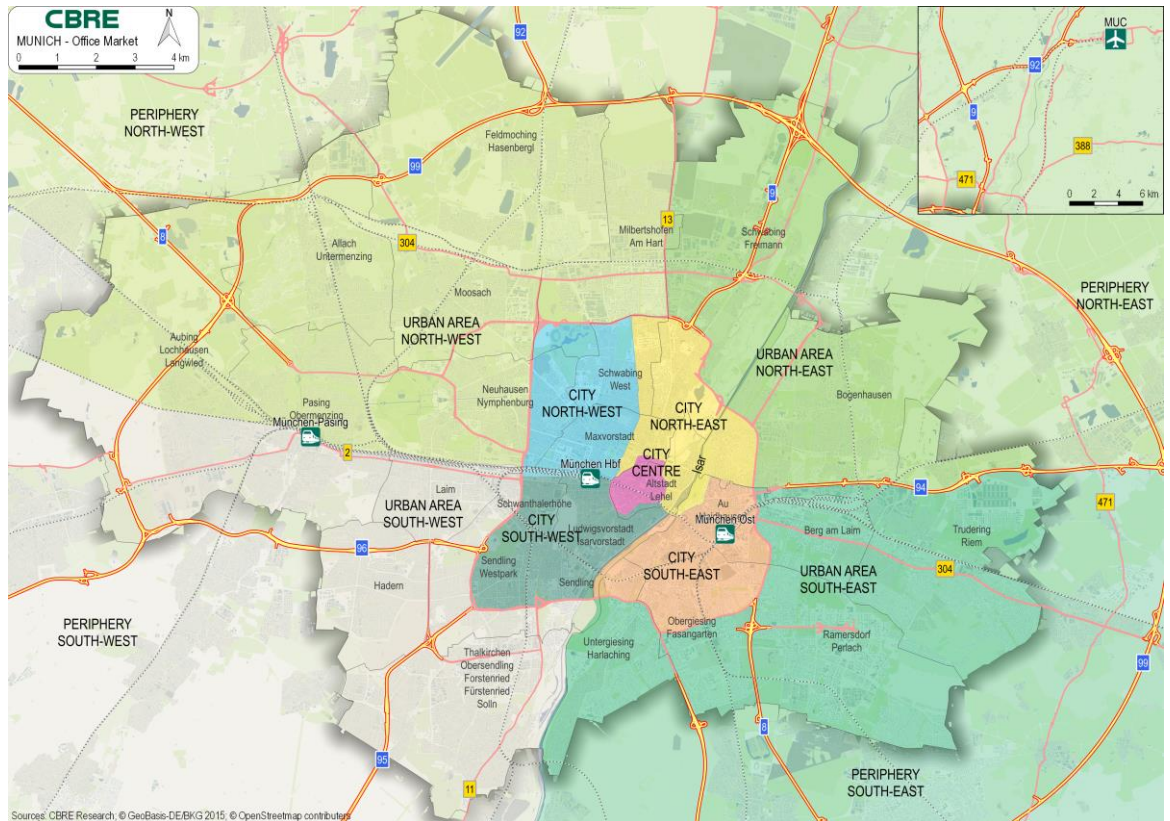 CBRE
MUNICH - Office Market
N
0 1 2 3 4 km
MUC
92
9
388
471
0 2 4 6 km
92
PERIPHERY
NORTH-WEST
Feldmoching
Hasenbergl
99
9
13
8
304
Allach
Untermenzing
Milbertshofen
Am Hart
Schwabing
Freimann
Moosach
PERIPHERY
NORTH-EAST
URBAN AREA
NORTH-WEST
Aubing
Lochhausen
Langwied
URBAN AREA
NORTH-EAST
Schwabing
West
Neuhausen
Nymphenburg
CITY
NORTH-WEST
CITY
NORTH-EAST
Bogenhausen
Pasing
Obermenzing
München-Pasing
2
Maxvorstadt
München Hbf
CITY
CENTRE
Isar
Altstadt
Lehel
94
471
Laim
URBAN AREA
SOUTH-WEST
Schwanthalerhöhe
CITY
SOUTH-WEST
Ludwigsvorstadt
Isarvorstadt
Au
München Ost
Berg am Laim
Trudering
Riem
96
Sendling
Westpark
Sendling
CITY
SOUTH-EAST
URBAN AREA
SOUTH-EAST
304
Hadern
PERIPHERY
SOUTH-WEST
Untergiesing
Harlaching
Obergiesing
Fasangarten
Ramersdorf
Perlach
Thalkirchen
Obersendling
Forstenried
Fürstenried
Solln
99
8
95
11
PERIPHERY
SOUTH-EAST
Sources: CBRE Research; © GeoBasis-DE/BKG 2015; © OpenStreetmap contributers